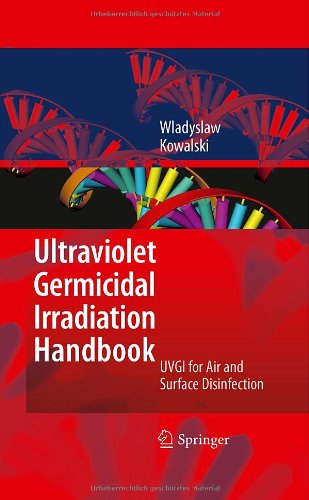 Urheberrechtlich geschütztes Material
Wladyslaw
Kowalski
Ultraviolet
Germicidal
Irradiation
Handbook
UVGI for Air and
Surface Disinfection
Springer
Urheberrechtlich geschütztes Material